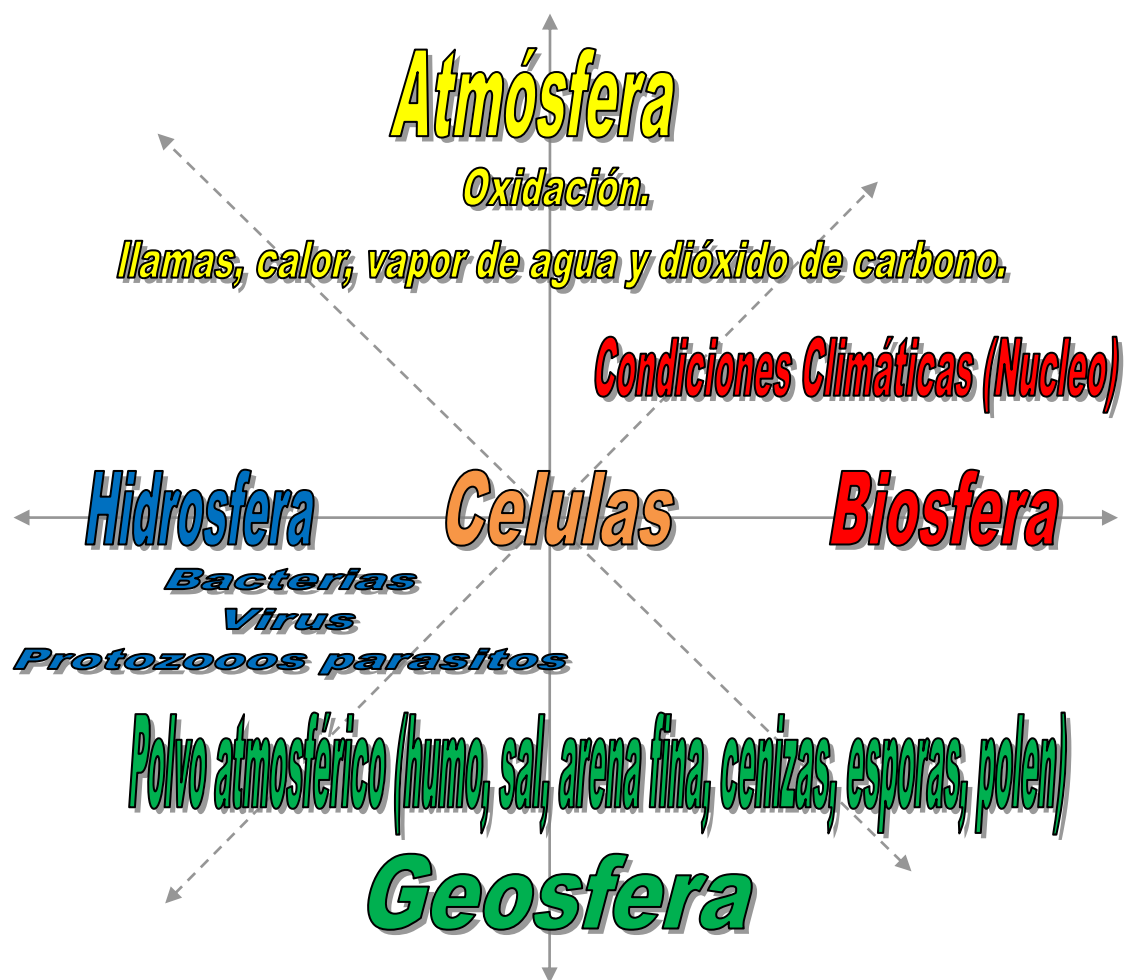 Atmósfera
Oxidación.
llamas, calor, vapor de agua y dióxido de carbono.
Condiciones Climáticas (Nucleo)
Hidrosfera
Celulas
Biosfera
Bacterias
Virus
Protozooos parasitos
Polvo atmosférico (humo, sal, arena fina, cenizas, esporas, polen)
Geosfera